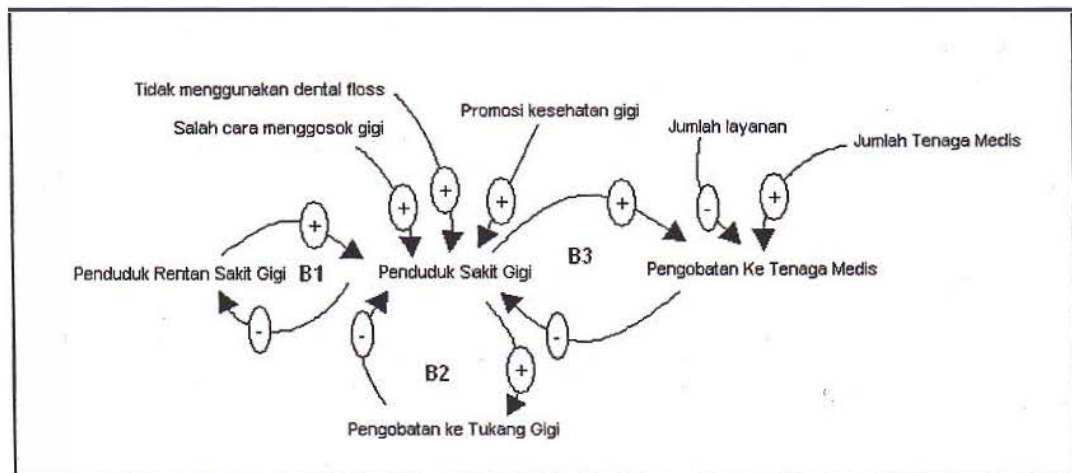 Tidak menggunakan dental floss
Promosi kesehatan gigi
Salah cara menggosok gigi
Jumlah layanan
Jumlah Tenaga Medis
+
+
+
+
-
+
+
Penduduk Rentan Sakit Gigi
B1
Penduduk Sakit Gigi
B3
Pengobatan Ke Tenaga Medis
-
-
-
B2
+
Pengobatan ke Tukang Gigi